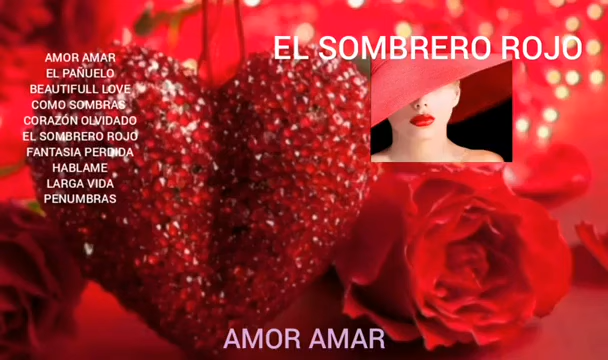 EL SOMBRERO ROJO
AMOR AMAR
EL PAÑUELO
BEAUTIFULL LOVE
COMO SOMBRAS
CORAZÓN OLVIDADO
EL SOMBRERO ROJO
FANTASIA PERDIDA
HABLAME
LARGA VIDA
PENUMBRAS
AMOR AMAR